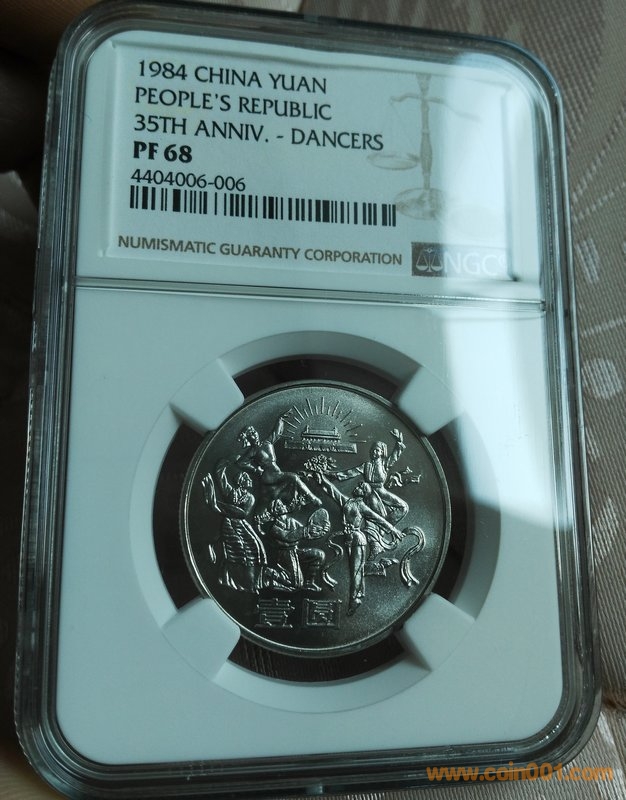 1984 CHINA YUAN
PEOPLE'S REPUBLIC
35TH ANNIV. - DANCERS
PF 68
4404006-006
NUMISMATIC GUARANTY CORPORATION
NGC
壹圓
www.coin001.com